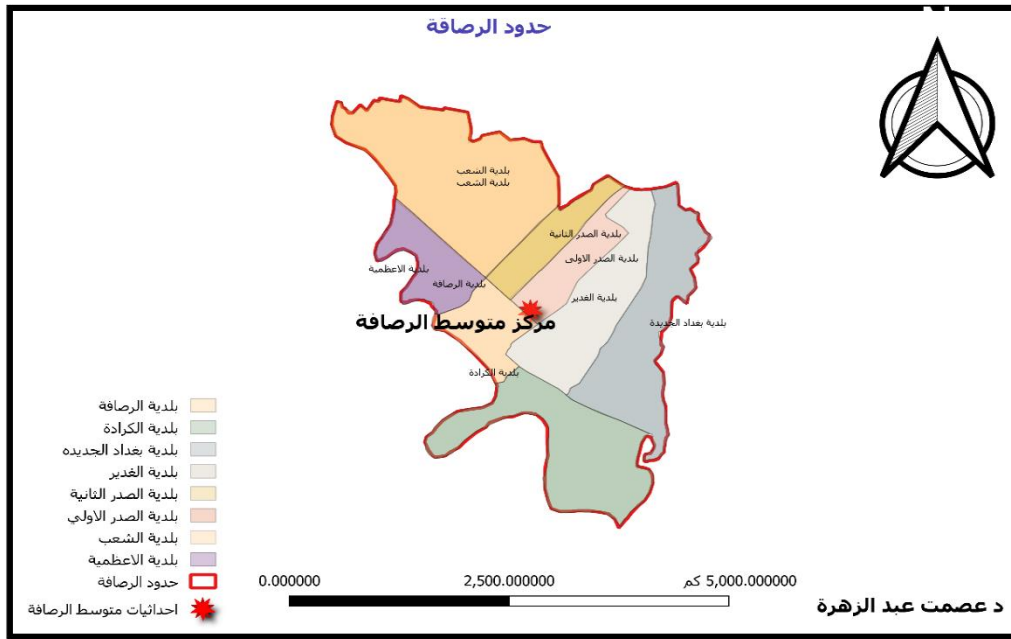 حدود الرصاقة
N
بلدية الشعب
بلدية الشعب
بلدية الصدر الثانية
بلدية الصدر الاولى
بلدية الاعظمية
بلدية الرصافة
بلدية الغدير
مركز متوسط الرصافة
بلدية بغداد الجديدة
بلدية الكرادة
بلدية الرصافة
بلدية الكرادة
بلدية بغداد الجديده
بلدية الغدير
بلدية الصدر الثانية
بلدية الصدر الاولي
بلدية الشعب
بلدية الاعظمية
حدود الرصافة
احداثيات متوسط الرصافة
0.000000
2,500.000000
5,000.000000 كم
د عصمت عبد الزهرة